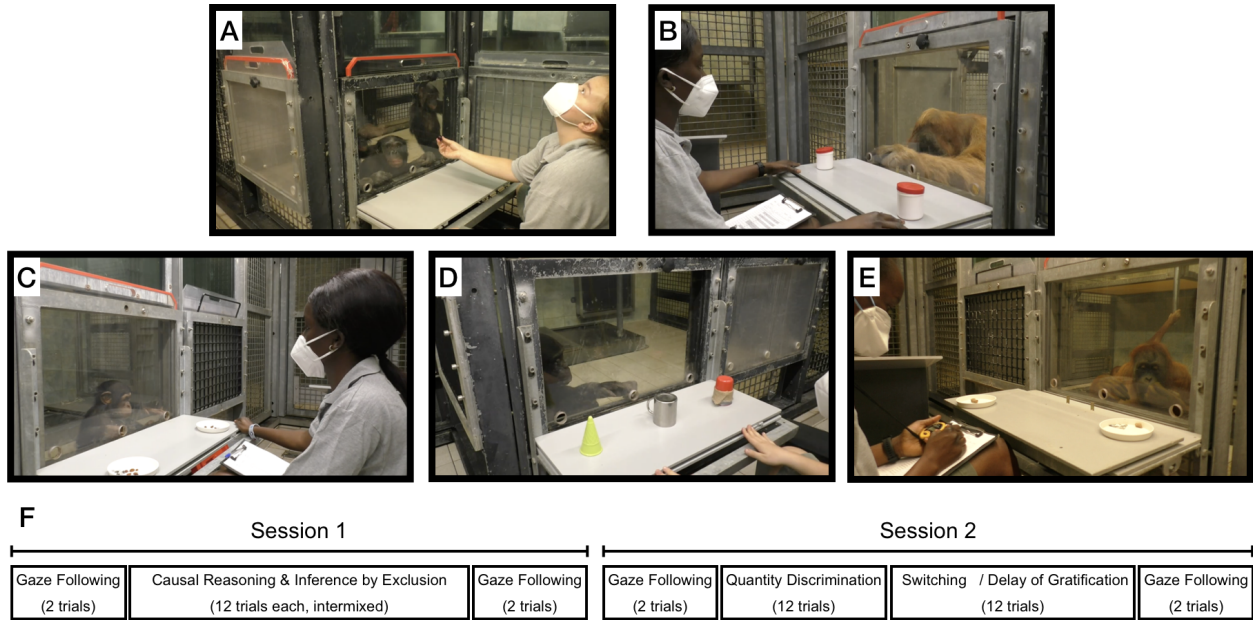 A
B
C
D
E
F
Session 1
Session 2
Gaze Following
(2 trials)
Causal Reasoning & Inference by Exclusion
(12 trials each, intermixed)
Gaze Following
(2 trials)
Gaze Following
(2 trials)
Quantity Discrimination
(12 trials)
Switching / Delay of Gratification
(12 trials)
Gaze Following
(2 trials)